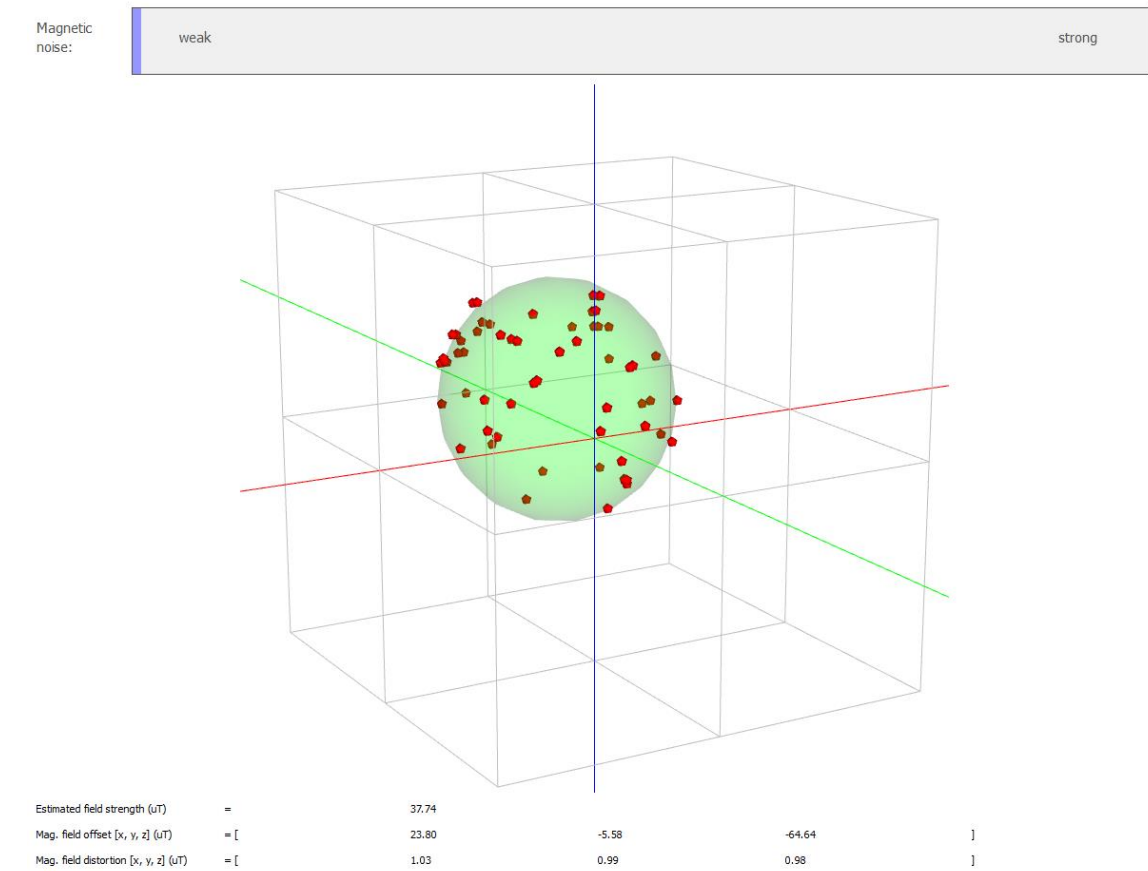 Magnetic
noise:
weak
strong
Estimated field strength (uT) = 37.74
Mag. field offset [x, y, z] (uT) = [ 23.80 -5.58 -64.64 ]
Mag. field distortion [x, y, z] (uT) = [ 1.03 0.99 0.98 ]